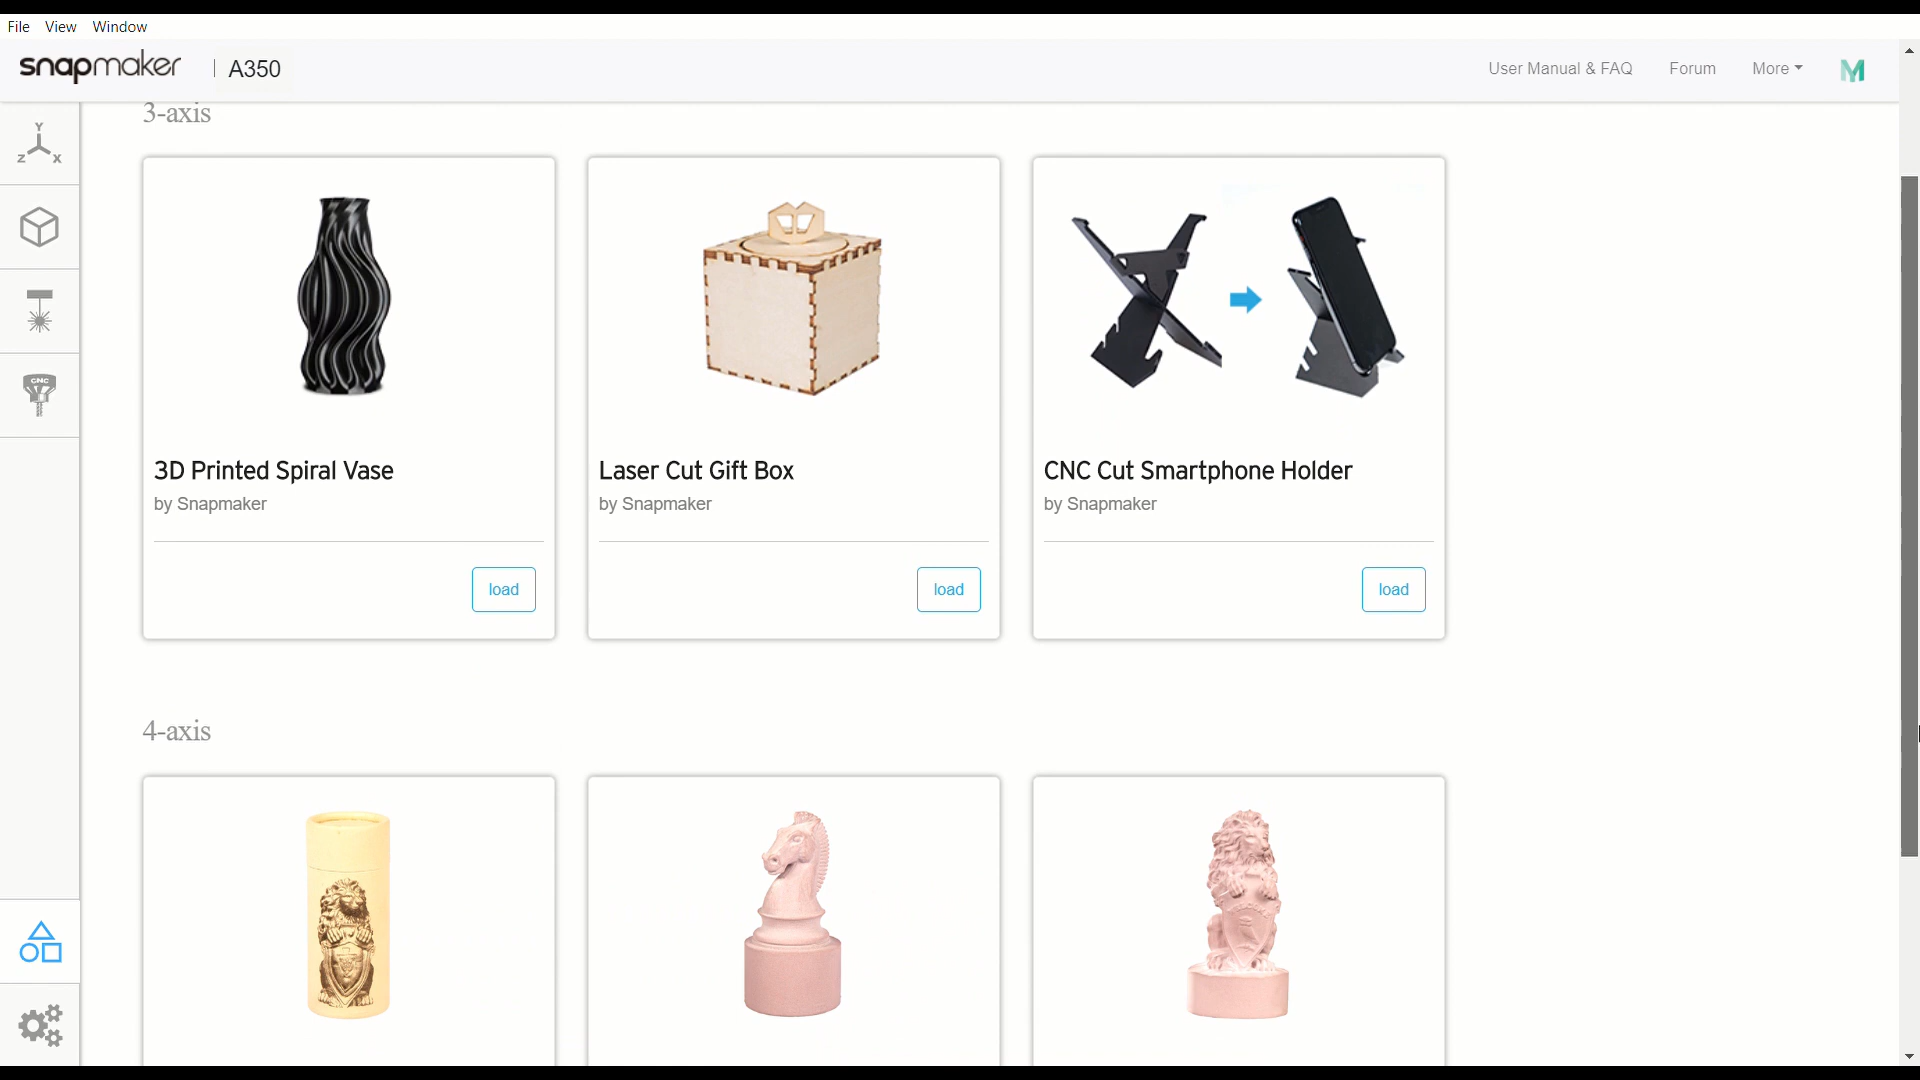 File View Window
snapmaker | A350 User Manual & FAQ Forum More
3-axis
Y
Z X
CNC
3D Printed Spiral Vase
by Snapmaker
load
Laser Cut Gift Box
by Snapmaker
load
CNC Cut Smartphone Holder
by Snapmaker
load
4-axis